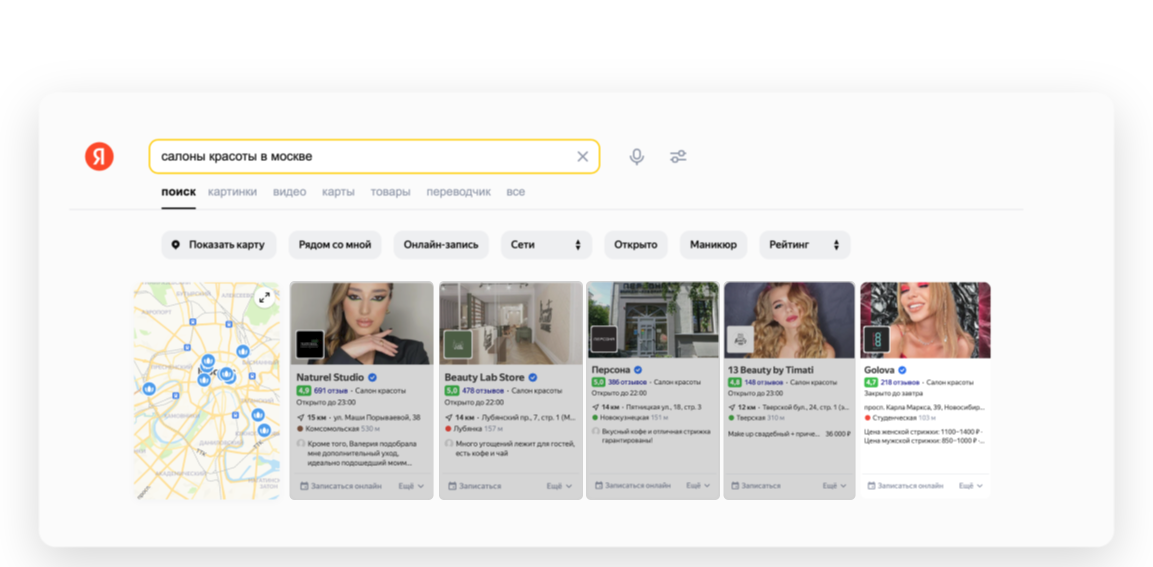 Я
салоны красоты в москве
поиск картинки видео карты товары переводчик все
Показать карту Рядом со мной Онлайн-запись Сети Открыто Маникюр Рейтинг
Naturel Studio
4,9 691 отзыв · Салон красоты
Открыто до 23:00
15 км · ул. Маши Порываевой, 38
Комсомольская 530 м
Кроме того, Валерия подобрала
мне дополнительный уход,
идеально подошедший моим...
Записаться онлайн Ещё
Beauty Lab Store
5,0 478 отзывов · Салон красоты
Открыто до 22:00
14 км · Лубянский пр., 7, стр. 1 (М...
Лубянка 157 м
Много угощений лежит для гостей,
есть кофе и чай
Записаться Ещё
ПЕРСОНА
Персона
5,0 386 отзывов · Салон красоты
Открыто до 22:00
14 км · Пятницкая ул., 18, стр. 3
Новокузнецкая 151 м
Вкусный кофе и отличная стрижка
гарантированы!
Записаться онлайн Ещё
13 Beauty by Timati
4,8 148 отзывов · Салон красоты
Открыто до 23:00
12 км · Тверской бул., 24, стр. 1 (э...
Тверская 310 м
Make up свадебный + приче... 36 000 ₽
Записаться Ещё
Golova
4,7 218 отзывов · Салон красоты
Закрыто до завтра
просп. Карла Маркса, 39, Новосибир...
Студенческая 103 м
Цена женской стрижки: 1100–1400 ₽ ·
Цена мужской стрижки: 850–1000 ₽ ·...
Записаться онлайн Ещё